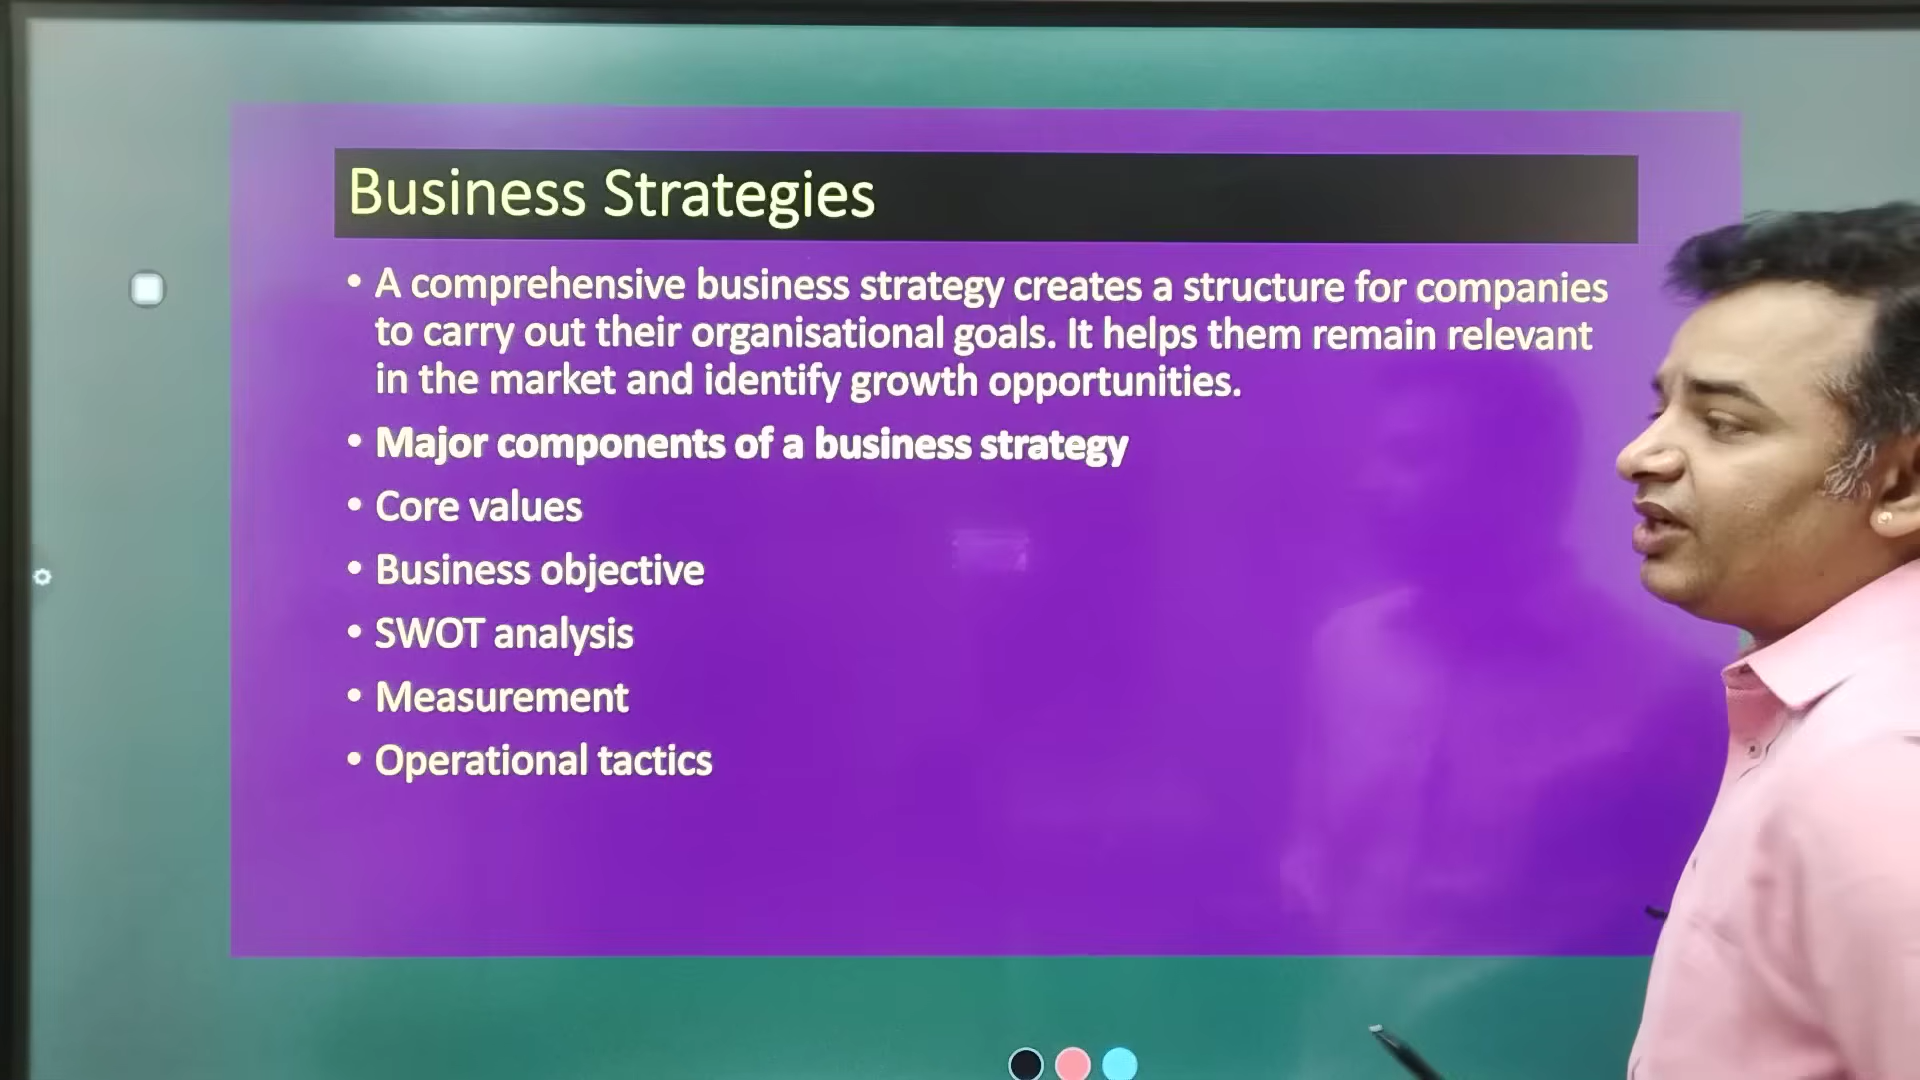 Business Strategies
• A comprehensive business strategy creates a structure for companies
to carry out their organisational goals. It helps them remain relevant
in the market and identify growth opportunities.
• Major components of a business strategy
• Core values
• Business objective
• SWOT analysis
• Measurement
• Operational tactics